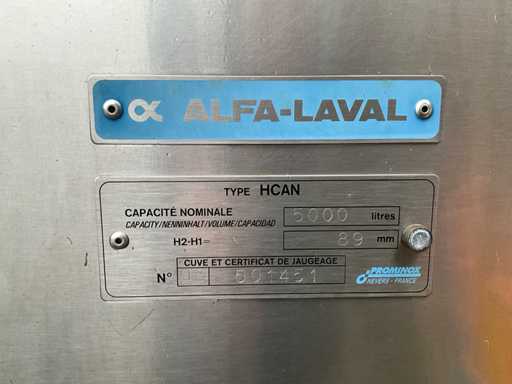 ALFA-LAVAL
TYPE HCAN
CAPACITÉ NOMINALE 5000 litres
CAPACITY/NENNINHALT/VOLUME/CAPACIDAD
H2-H1= 89 mm
CUVE ET CERTIFICAT DE JAUGEAGE
N° 501451
PROMINOX
NEVERS - FRANCE